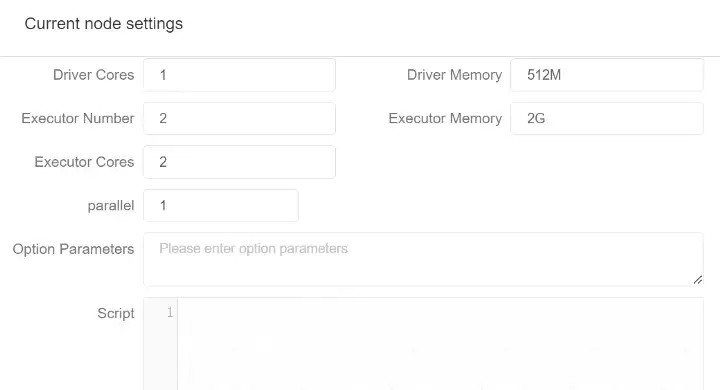 Current node settings
Driver Cores 1 Driver Memory 512M
Executor Number 2 Executor Memory 2G
Executor Cores 2
parallel 1
Option Parameters Please enter option parameters
Script 1